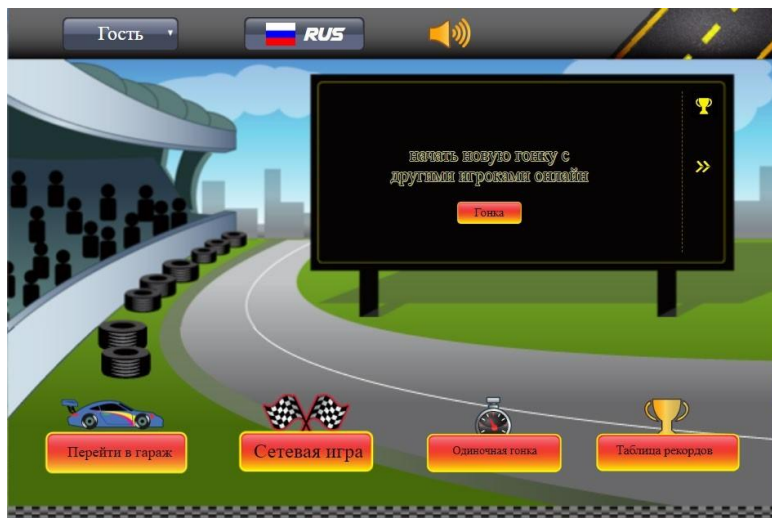 Гость
RUS
начать новую гонку с
другими игроками онлайн
Гонка
Перейти в гараж
Сетевая игра
Одиночная гонка
Таблица рекордов